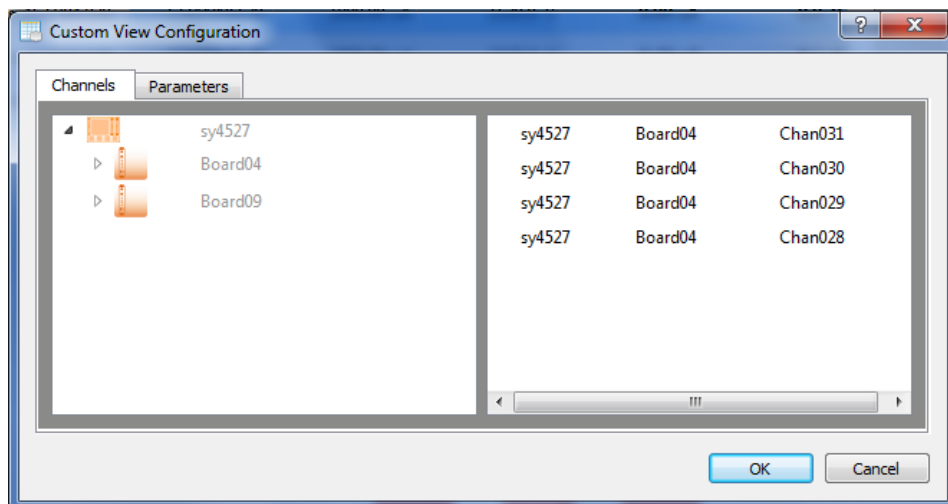 Custom View Configuration
?
X
Channels Parameters
sy4527
Board04
Board09
sy4527 Board04 Chan031
sy4527 Board04 Chan030
sy4527 Board04 Chan029
sy4527 Board04 Chan028
OK Cancel